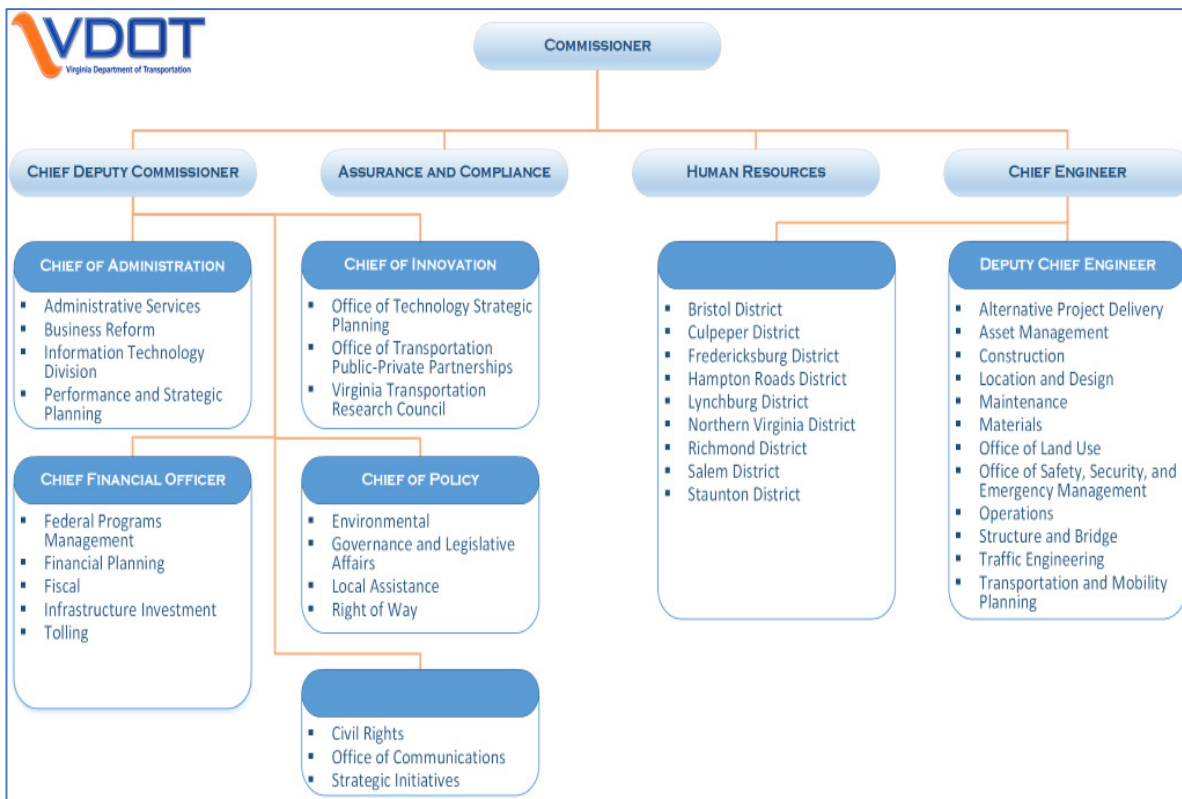 VDOT
Virginia Department of Transportation
COMMISSIONER
CHIEF DEPUTY COMMISSIONER
ASSURANCE AND COMPLIANCE
HUMAN RESOURCES
CHIEF ENGINEER
CHIEF OF ADMINISTRATION
▪ Administrative Services
▪ Business Reform
▪ Information Technology
Division
▪ Performance and Strategic
Planning
CHIEF OF INNOVATION
▪ Office of Technology Strategic
Planning
▪ Office of Transportation
Public-Private Partnerships
▪ Virginia Transportation
Research Council
▪ Bristol District
▪ Culpeper District
▪ Fredericksburg District
▪ Hampton Roads District
▪ Lynchburg District
▪ Northern Virginia District
▪ Richmond District
▪ Salem District
▪ Staunton District
DEPUTY CHIEF ENGINEER
▪ Alternative Project Delivery
▪ Asset Management
▪ Construction
▪ Location and Design
▪ Maintenance
▪ Materials
▪ Office of Land Use
▪ Office of Safety, Security, and
Emergency Management
▪ Operations
▪ Structure and Bridge
▪ Traffic Engineering
▪ Transportation and Mobility
Planning
CHIEF FINANCIAL OFFICER
▪ Federal Programs
Management
▪ Financial Planning
▪ Fiscal
▪ Infrastructure Investment
▪ Tolling
CHIEF OF POLICY
▪ Environmental
▪ Governance and Legislative
Affairs
▪ Local Assistance
▪ Right of Way
▪ Civil Rights
▪ Office of Communications
▪ Strategic Initiatives